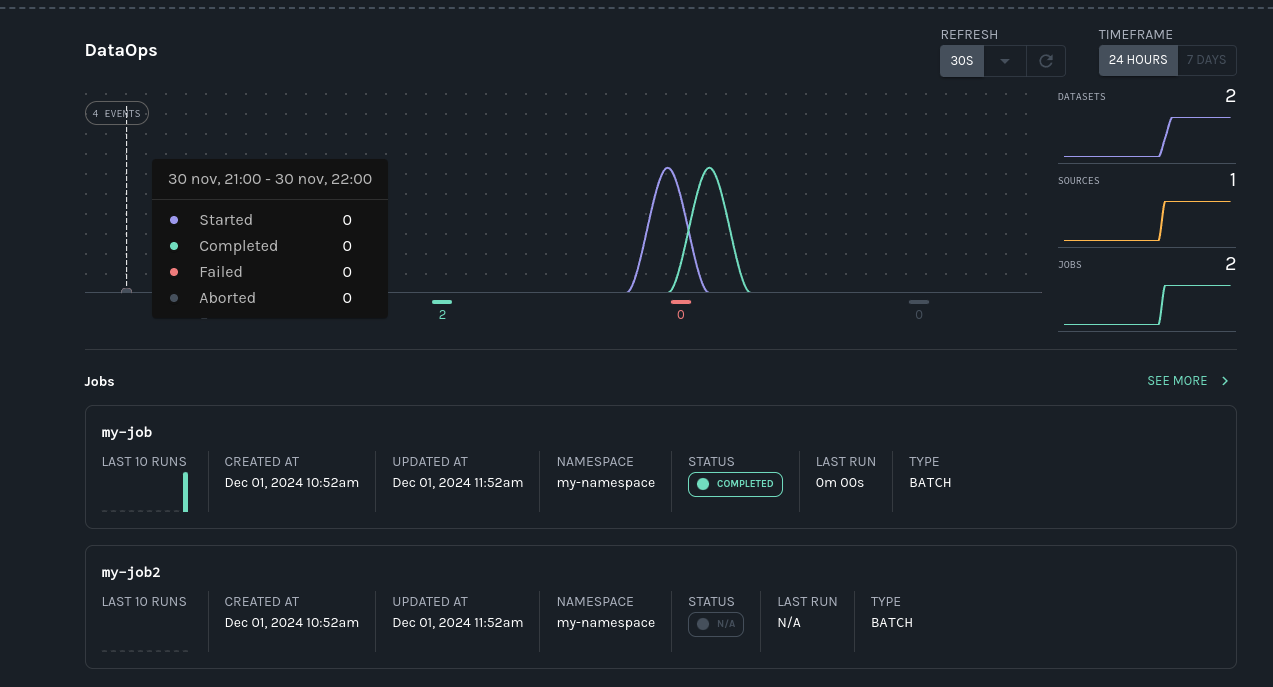 DataOps
REFRESH
30S
TIMEFRAME
24 HOURS 7 DAYS
4 EVENTS
30 nov, 21:00 - 30 nov, 22:00
Started 0
Completed 0
Failed 0
Aborted 0
2
0
0
DATASETS 2
SOURCES 1
JOBS 2
Jobs
SEE MORE
my-job
LAST 10 RUNS CREATED AT UPDATED AT NAMESPACE STATUS LAST RUN TYPE
Dec 01, 2024 10:52am Dec 01, 2024 11:52am my-namespace COMPLETED 0m 00s BATCH
my-job2
LAST 10 RUNS CREATED AT UPDATED AT NAMESPACE STATUS LAST RUN TYPE
Dec 01, 2024 10:52am Dec 01, 2024 11:52am my-namespace N/A N/A BATCH